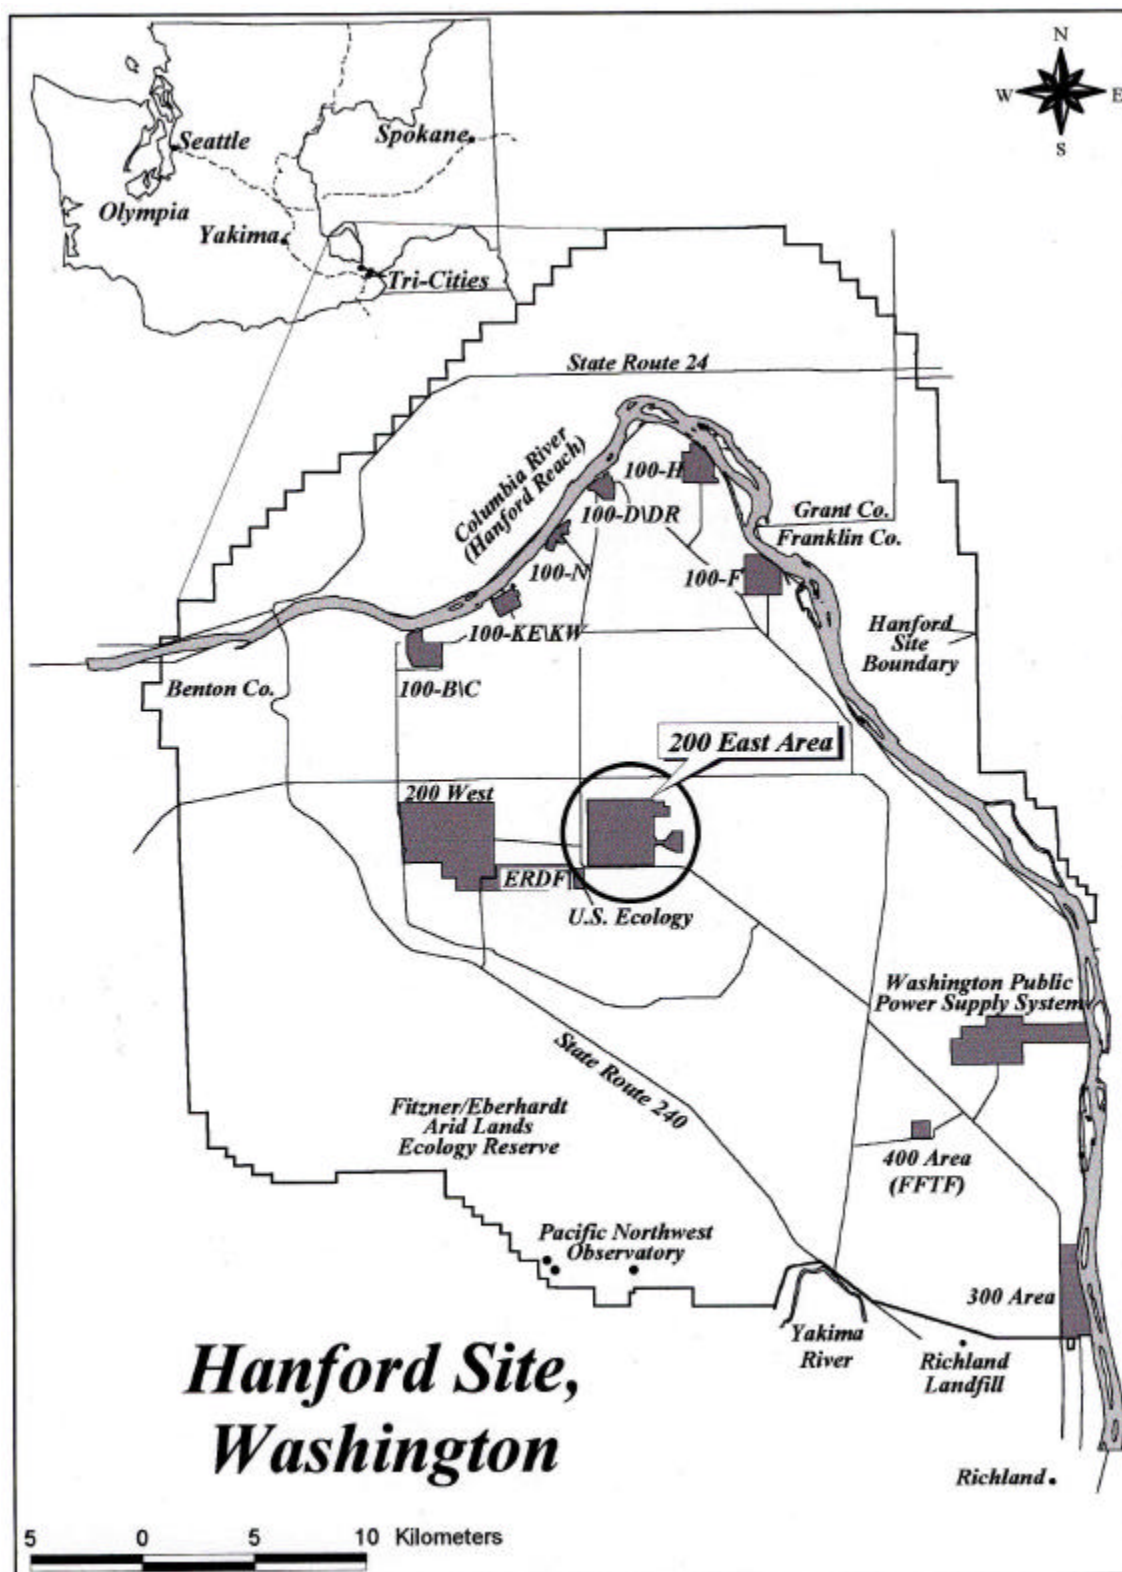 N
W
E
S
Seattle
Spokane
Olympia
Yakima
Tri-Cities
State Route 24
Columbia River
(Hanford Reach)
100-H
100-D\DR
Grant Co.
Franklin Co.
100-N
100-F
100-KE\KW
Hanford
Site
Boundary
Benton Co.
100-B\C
200 East Area
200 West
ERDF
U.S. Ecology
Washington Public
Power Supply System
State Route 240
Fitzner/Eberhardt
Arid Lands
Ecology Reserve
400 Area
(FFTF)
Pacific Northwest
Observatory
300 Area
Yakima
River
Richland
Landfill
Hanford Site,
Washington
Richland
5 0 5 10 Kilometers